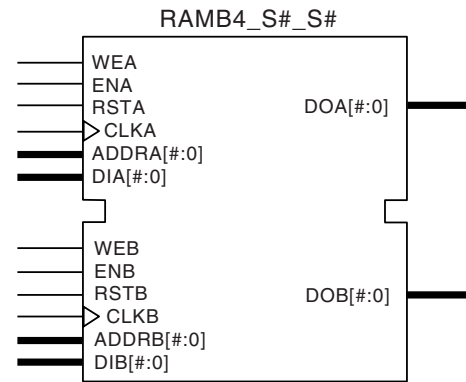 RAMB4_S#_S#
WEA
ENA
RSTA
CLKA
ADDRA[#:0]
DIA[#:0]
DOA[#:0]
WEB
ENB
RSTB
CLKB
ADDRB[#:0]
DIB[#:0]
DOB[#:0]